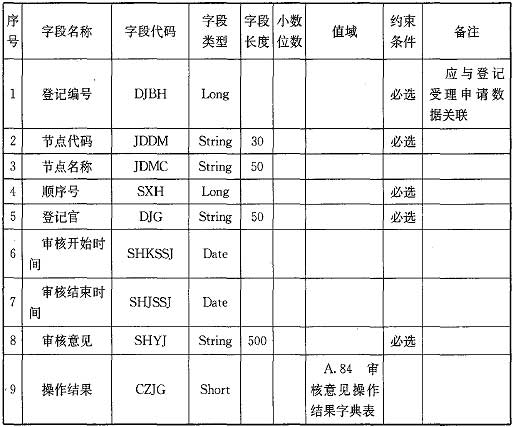 序号 字段名称 字段代码 字段类型 字段长度 小数位数 值域 约束条件 备注
1 登记编号 DJBH Long 必选 应与登记受理申请数据关联
2 节点代码 JDDM String 30 必选
3 节点名称 JDMC String 50
4 顺序号 SXH Long 必选
5 登记官 DJG String 50 必选
6 审核开始时间 SHKSSJ Date
7 审核结束时间 SHJSSJ Date
8 审核意见 SHYJ String 500 必选
9 操作结果 CZJG Short A.84 审核意见操作结果字典表